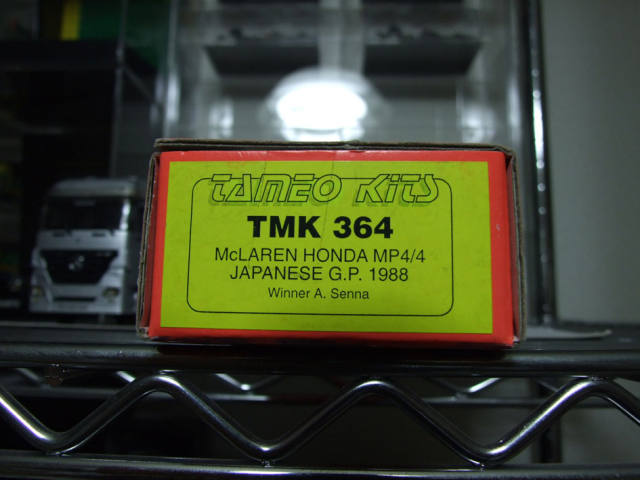 TAMEO KITS
TMK 364
McLAREN HONDA MP4/4
JAPANESE G.P. 1988
Winner A. Senna